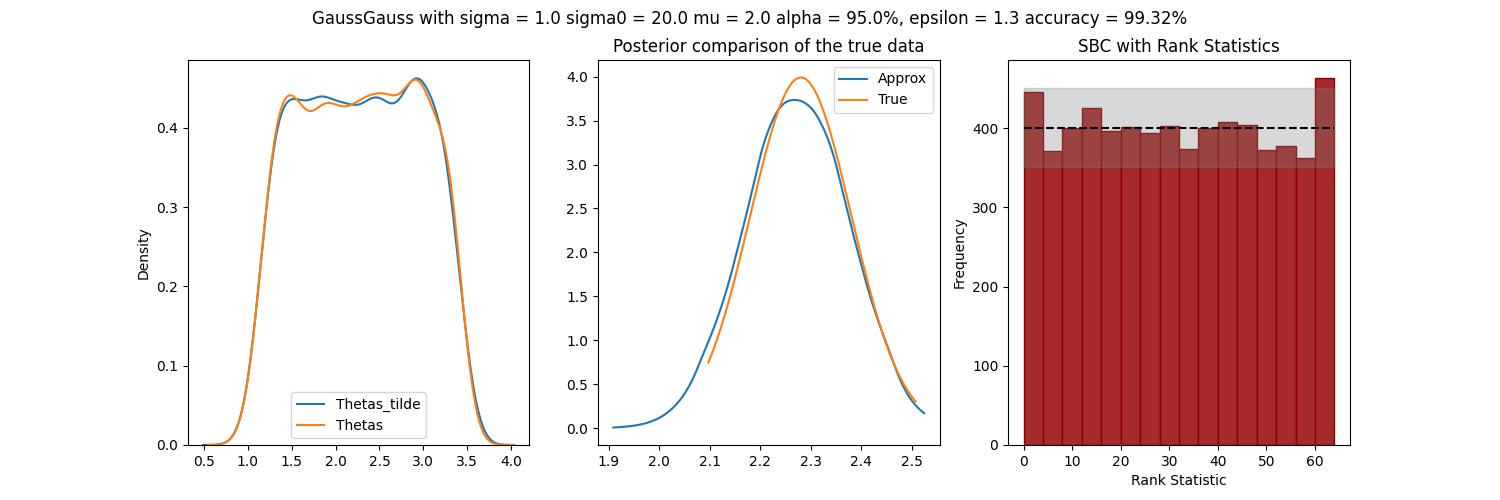 GaussGauss with sigma = 1.0 sigma0 = 20.0 mu = 2.0 alpha = 95.0%, epsilon = 1.3 accuracy = 99.32%
Density
0.4
0.3
0.2
0.1
0.0
0.5 1.0 1.5 2.0 2.5 3.0 3.5 4.0
Thetas_tilde
Thetas
Posterior comparison of the true data
4.0
3.5
3.0
2.5
2.0
1.5
1.0
0.5
0.0
1.9 2.0 2.1 2.2 2.3 2.4 2.5
Approx
True
SBC with Rank Statistics
Frequency
400
300
200
100
0
0 10 20 30 40 50 60
Rank Statistic